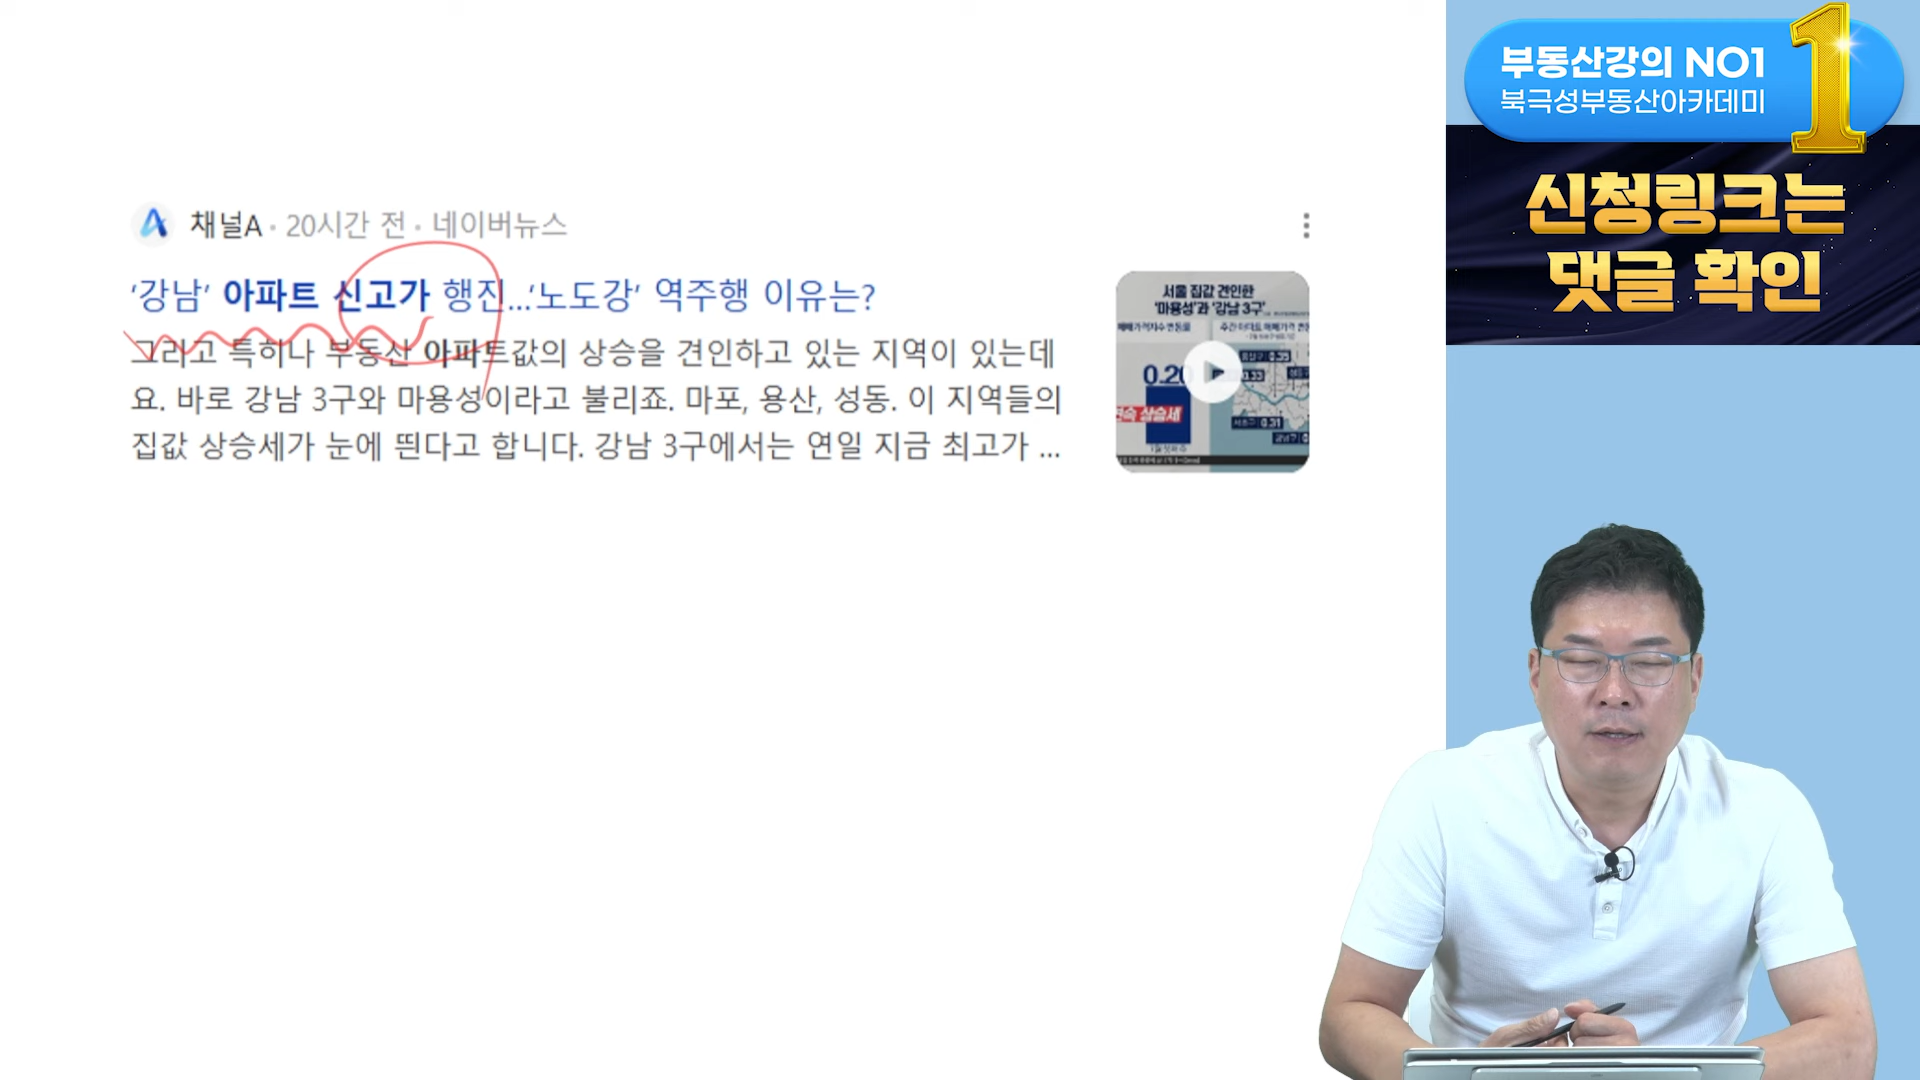 부동산강의 NO1
북극성부동산아카데미
신청링크는
댓글 확인
채널A · 20시간 전 · 네이버뉴스
‘강남’ 아파트 신고가 행진...‘노도강’ 역주행 이유는?
그리고 특히나 부동산 아파트값의 상승을 견인하고 있는 지역이 있는데
요. 바로 강남 3구와 마용성이라고 불리죠. 마포, 용산, 성동. 이 지역들의
집값 상승세가 눈에 띈다고 합니다. 강남 3구에서는 연일 지금 최고가 ...
서울 집값 견인한
‘마용성’과 ‘강남 3구’
0.20
상승세
0.31